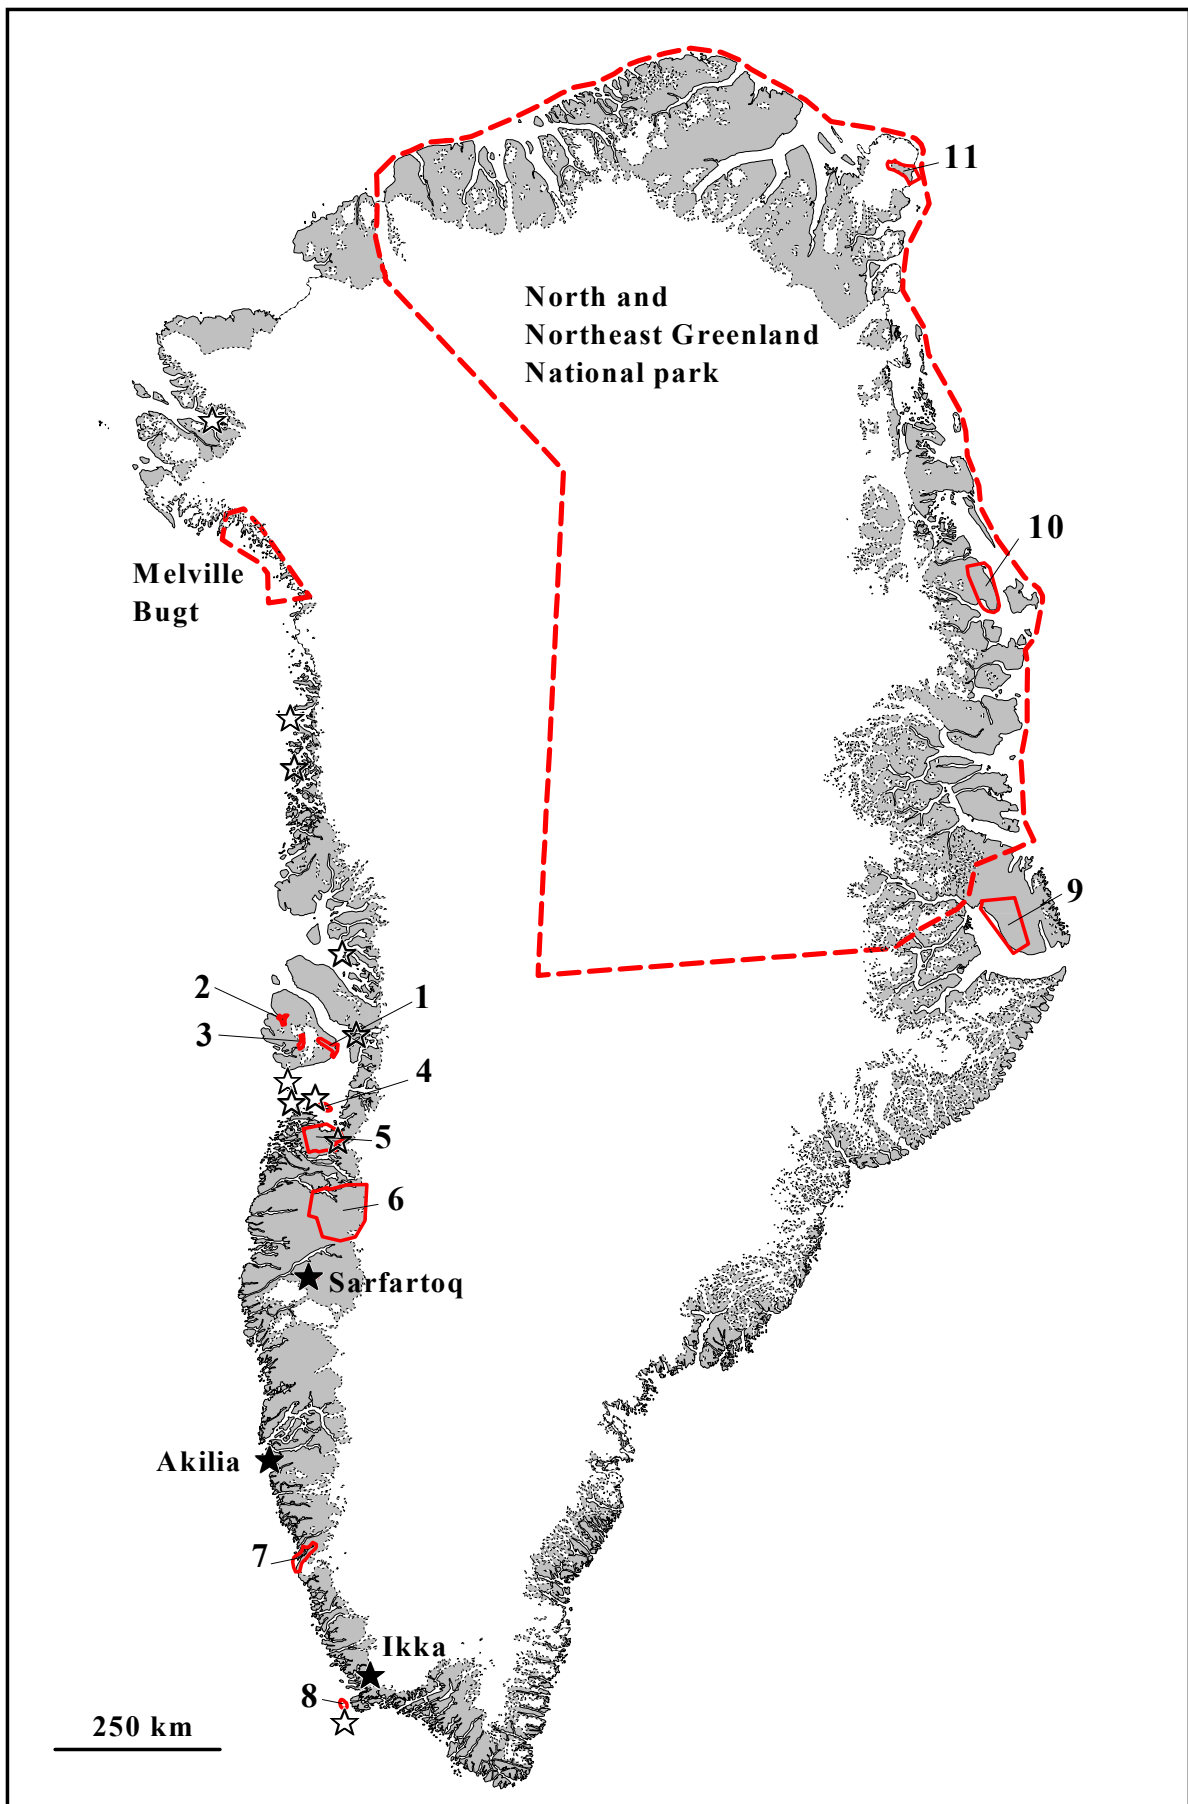 11
North and
Northeast Greenland
National park
10
Melville
Bugt
9
2
1
3
4
5
6
Sarfartoq
Akilia
7
Ikka
8
250 km